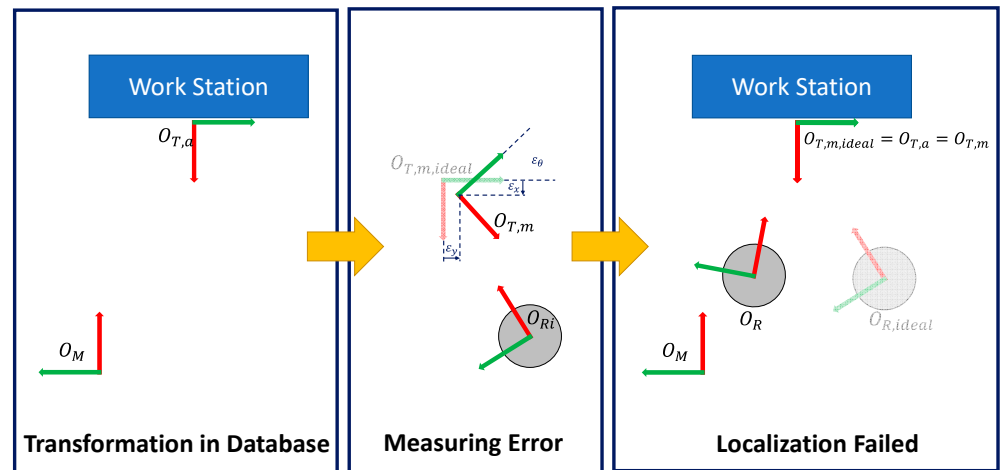 Work Station
O_{T,a}
O_M
Transformation in Database
O_{T,m,ideal}
ε_θ
ε_x
O_{T,m}
ε_y
O_{Ri}
Measuring Error
Work Station
O_{T,m,ideal} = O_{T,a} = O_{T,m}
O_R
O_{R,ideal}
O_M
Localization Failed